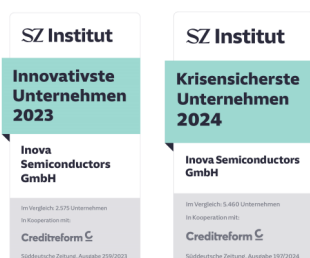 SZ Institut
Innovativste
Unternehmen
2023
Inova
Semiconductors
GmbH
Im Vergleich: 2.575 Unternehmen
In Kooperation mit:
Creditreform
Süddeutsche Zeitung, Ausgabe 259/2023
SZ Institut
Krisensicherste
Unternehmen
2024
Inova Semiconductors
GmbH
Im Vergleich: 5.460 Unternehmen
In Kooperation mit:
Creditreform
Süddeutsche Zeitung, Ausgabe 197/2024